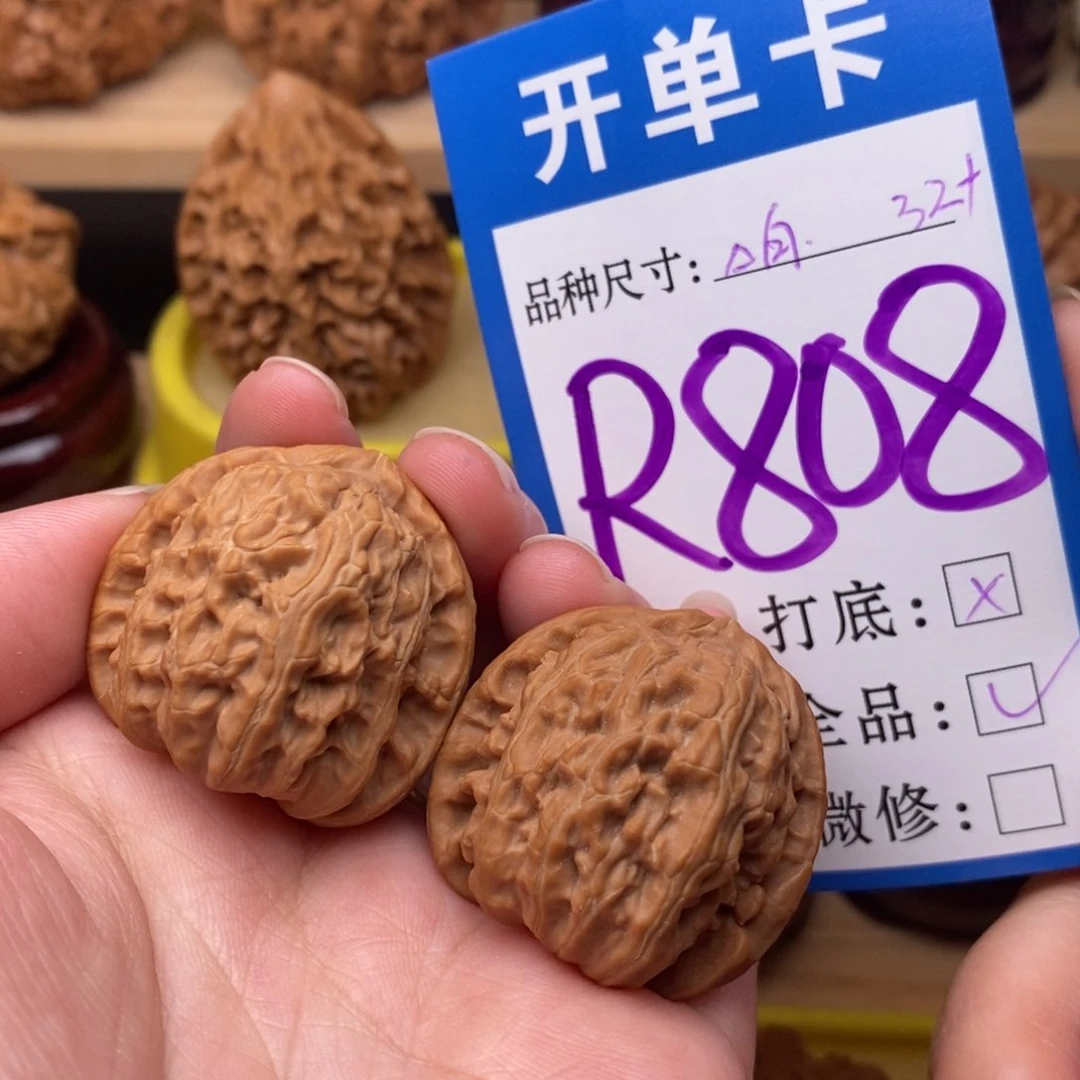 开单卡
品种尺寸: 32+
R808
打底: X
全品: ✓
微修: